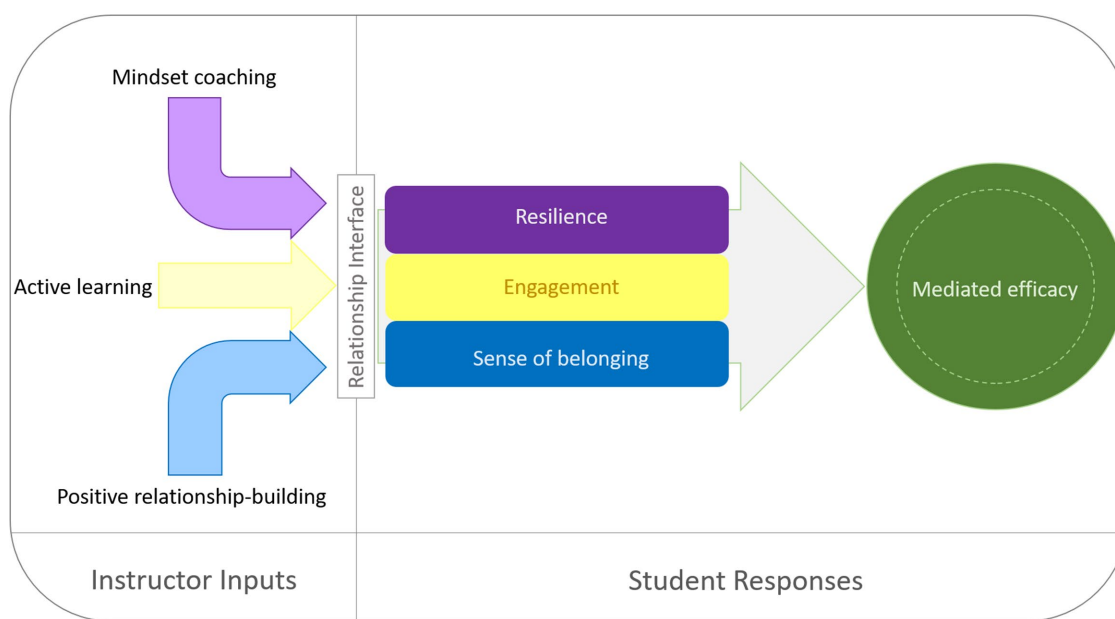 Mindset coaching
Active learning
Positive relationship-building
Relationship Interface
Resilience
Engagement
Sense of belonging
Mediated efficacy
Instructor Inputs
Student Responses